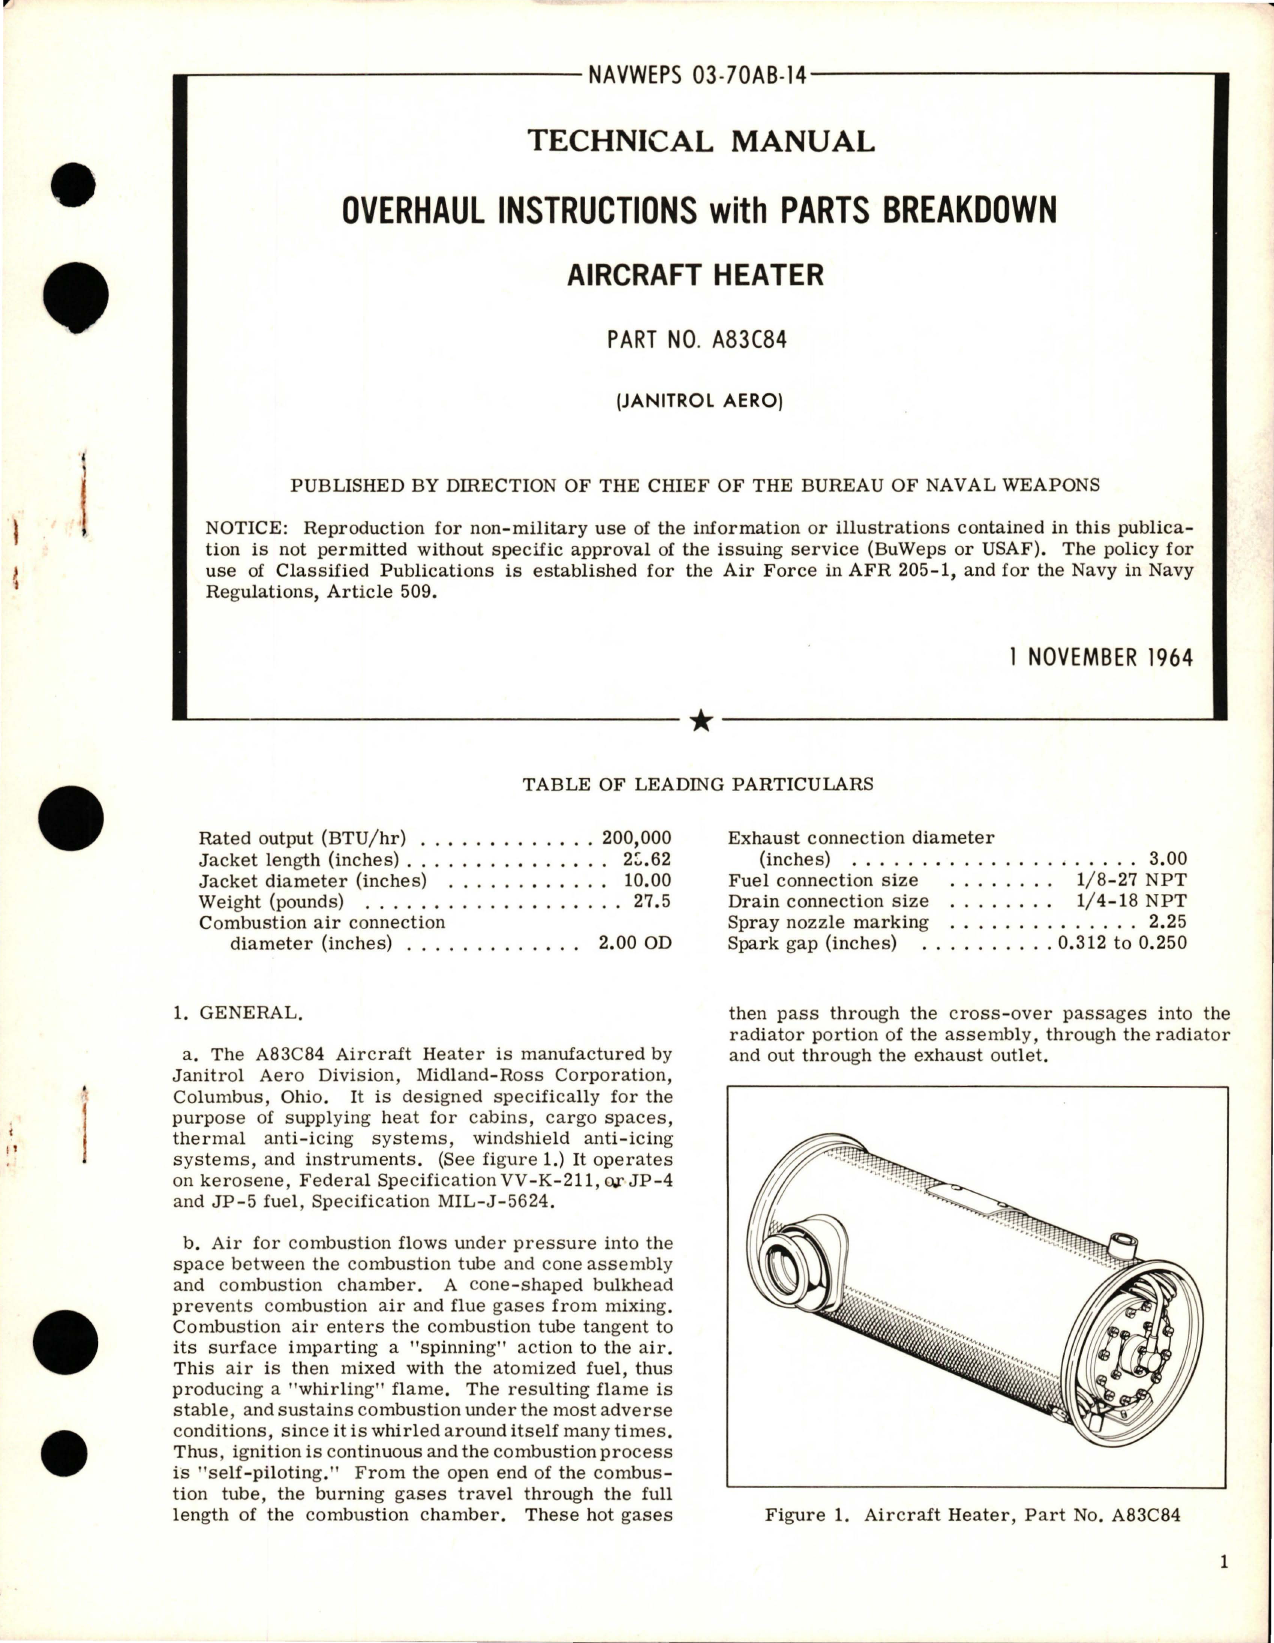 NAVWEPS 03-70AB-14
TECHNICAL MANUAL
OVERHAUL INSTRUCTIONS with PARTS BREAKDOWN
AIRCRAFT HEATER
PART NO. A83C84
(JANITROL AERO)
PUBLISHED BY DIRECTION OF THE CHIEF OF THE BUREAU OF NAVAL WEAPONS
NOTICE: Reproduction for non-military use of the information or illustrations contained in this publica-
tion is not permitted without specific approval of the issuing service (BuWeps or USAF). The policy for
use of Classified Publications is established for the Air Force in AFR 205-1, and for the Navy in Navy
Regulations, Article 509.
1 NOVEMBER 1964
TABLE OF LEADING PARTICULARS
Rated output (BTU/hr) . . . . . . . . . . . . . 200,000
Jacket length (inches) . . . . . . . . . . . . . . .
Jacket diameter (inches) . . . . . . . . . . . . 10.00
Weight (pounds) . . . . . . . . . . . . . . . . . . . 27.5
Combustion air connection
diameter (inches) . . . . . . . . . . . . . 2.00 OD
Exhaust connection diameter
(inches) . . . . . . . . . . . . . . . . . . . . . 3.00
Fuel connection size . . . . . . . . 1/8-27 NPT
Drain connection size . . . . . . . . 1/4-18 NPT
Spray nozzle marking . . . . . . . . . . . . . . 2.25
Spark gap (inches) . . . . . . . . . . 0.312 to 0.250
1. GENERAL.
a. The A83C84 Aircraft Heater is manufactured by
Janitrol Aero Division, Midland-Ross Corporation,
Columbus, Ohio. It is designed specifically for the
purpose of supplying heat for cabins, cargo spaces,
thermal anti-icing systems, windshield anti-icing
systems, and instruments. (See figure 1.) It operates
on kerosene, Federal Specification VV-K-211, or JP-4
and JP-5 fuel, Specification MIL-J-5624.
b. Air for combustion flows under pressure into the
space between the combustion tube and cone assembly
and combustion chamber. A cone-shaped bulkhead
prevents combustion air and flue gases from mixing.
Combustion air enters the combustion tube tangent to
its surface imparting a "spinning" action to the air.
This air is then mixed with the atomized fuel, thus
producing a "whirling" flame. The resulting flame is
stable, and sustains combustion under the most adverse
conditions, since it is whirled around itself many times.
Thus, ignition is continuous and the combustion process
is "self-piloting." From the open end of the combus-
tion tube, the burning gases travel through the full
length of the combustion chamber. These hot gases
then pass through the cross-over passages into the
radiator portion of the assembly, through the radiator
and out through the exhaust outlet.
Figure 1. Aircraft Heater, Part No. A83C84
1